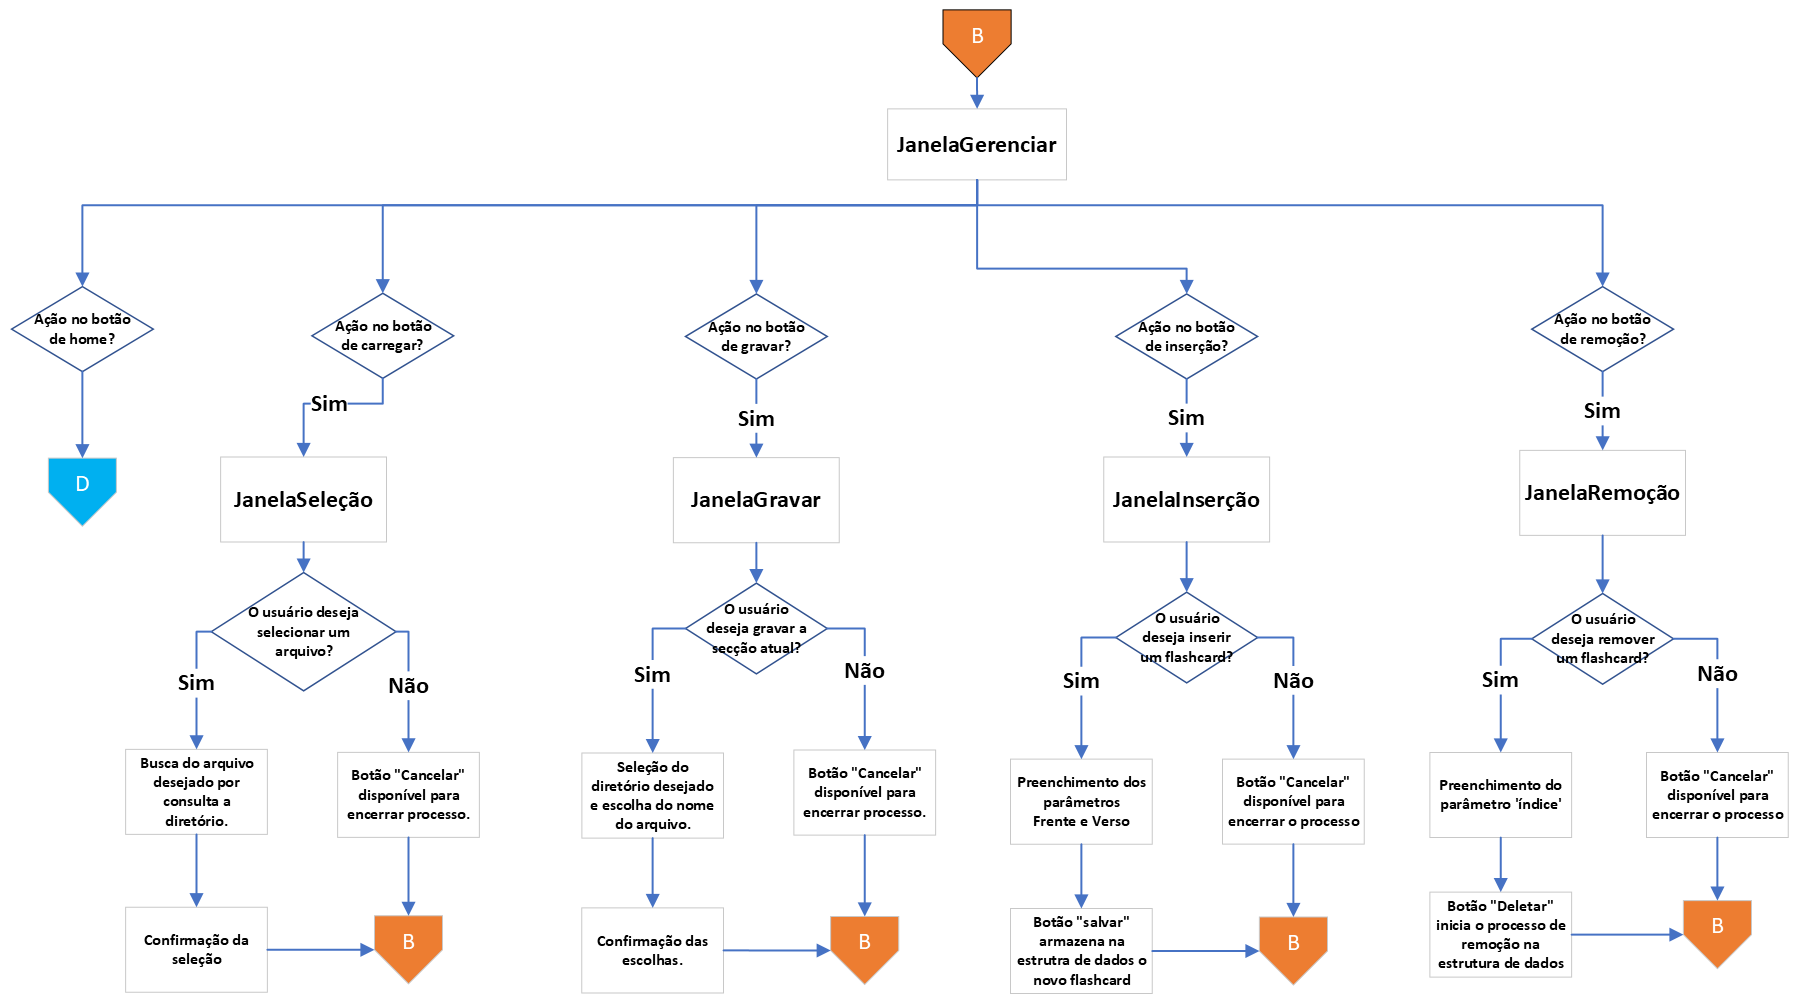 B
JanelaGerenciar
Ação no botão
de home?
Ação no botão
de carregar?
Ação no botão
de gravar?
Ação no botão
de inserção?
Ação no botão
de remoção?
Sim
Sim
Sim
Sim
D
JanelaSeleção
JanelaGravar
JanelaInserção
JanelaRemoção
O usuário deseja
selecionar um
arquivo?
O usuário
deseja gravar a
secção atual?
O usuário
deseja inserir
um flashcard?
O usuário
deseja remover
um flashcard?
Sim
Não
Sim
Não
Sim
Não
Sim
Não
Busca do arquivo
desejado por
consulta a
diretório.
Botão "Cancelar"
disponível para
encerrar processo.
Seleção do
diretório desejado
e escolha do nome
do arquivo.
Botão "Cancelar"
disponível para
encerrar processo.
Preenchimento dos
parâmetros
Frente e Verso
Botão "Cancelar"
disponível para
encerrar o processo
Preenchimento do
parâmetro 'índice'
Botão "Cancelar"
disponível para
encerrar o processo
Confirmação da
seleção
B
Confirmação das
escolhas.
B
Botão "salvar"
armazena na
estrutra de dados o
novo flashcard
B
Botão "Deletar"
inicia o processo de
remoção na
estrutura de dados
B